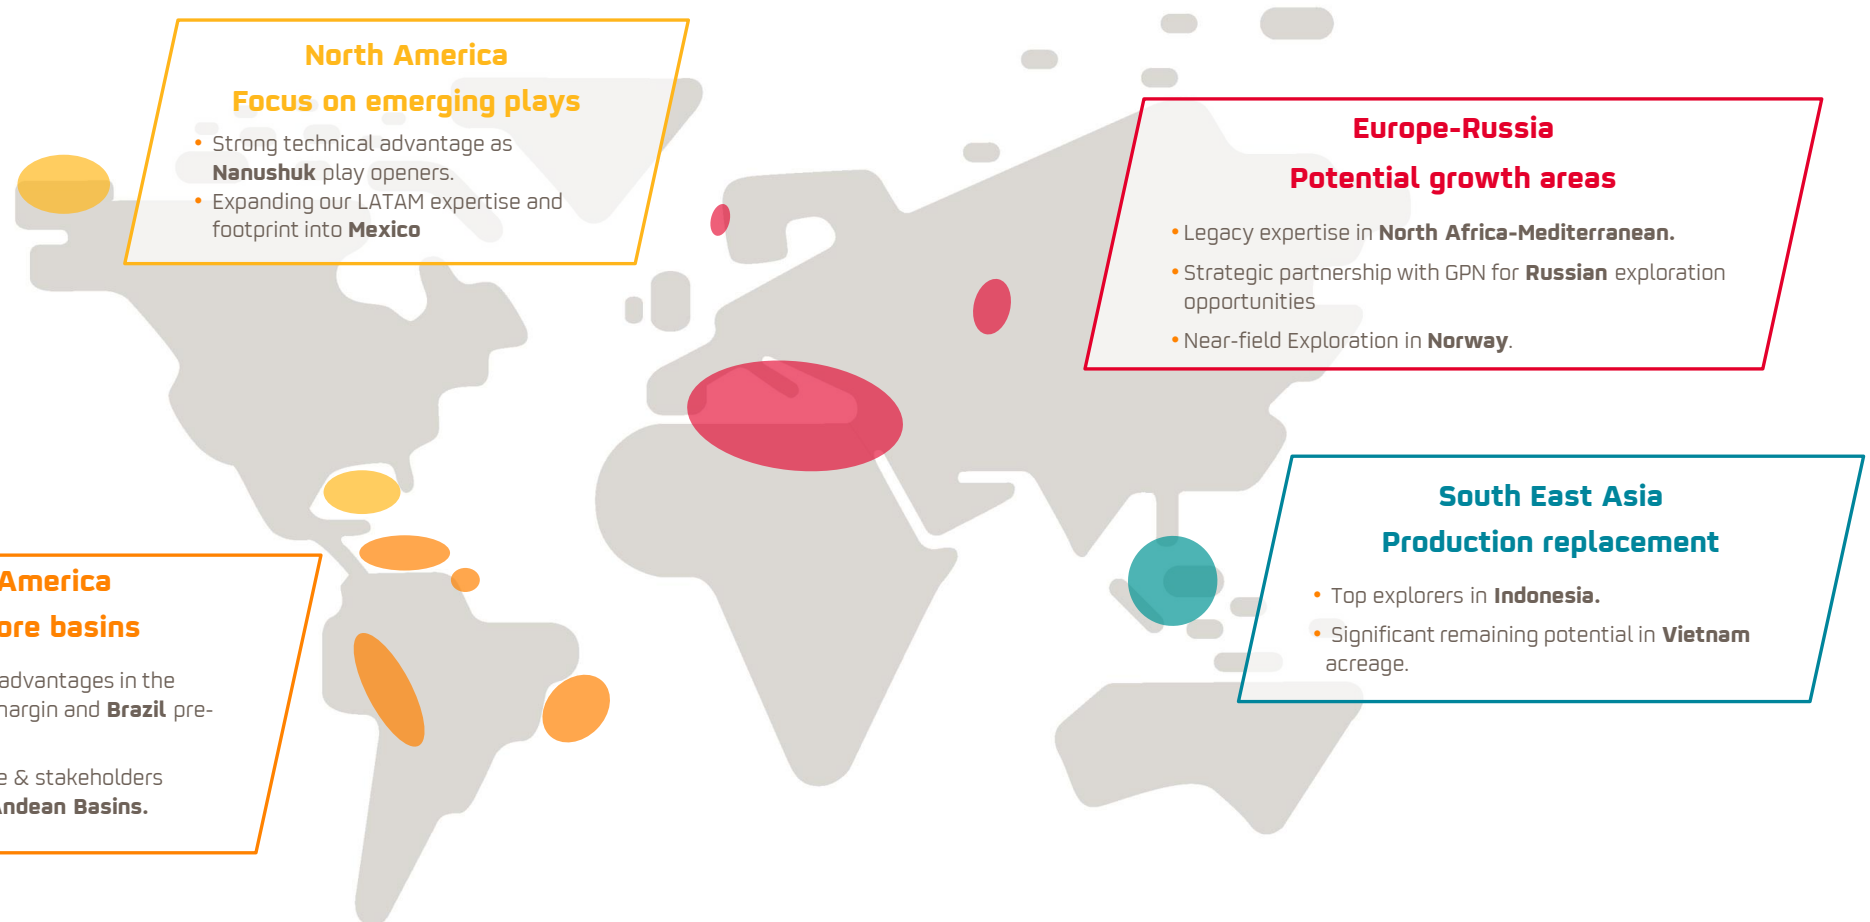 North America
Focus on emerging plays
• Strong technical advantage as
Nanushuk play openers.
• Expanding our LATAM expertise and
footprint into Mexico
Europe-Russia
Potential growth areas
• Legacy expertise in North Africa-Mediterranean.
• Strategic partnership with GPN for Russian exploration
opportunities
• Near-field Exploration in Norway.
South East Asia
Production replacement
• Top explorers in Indonesia.
• Significant remaining potential in Vietnam
acreage.
America
ore basins
advantages in the
margin and Brazil pre-
e & stakeholders
Andean Basins.